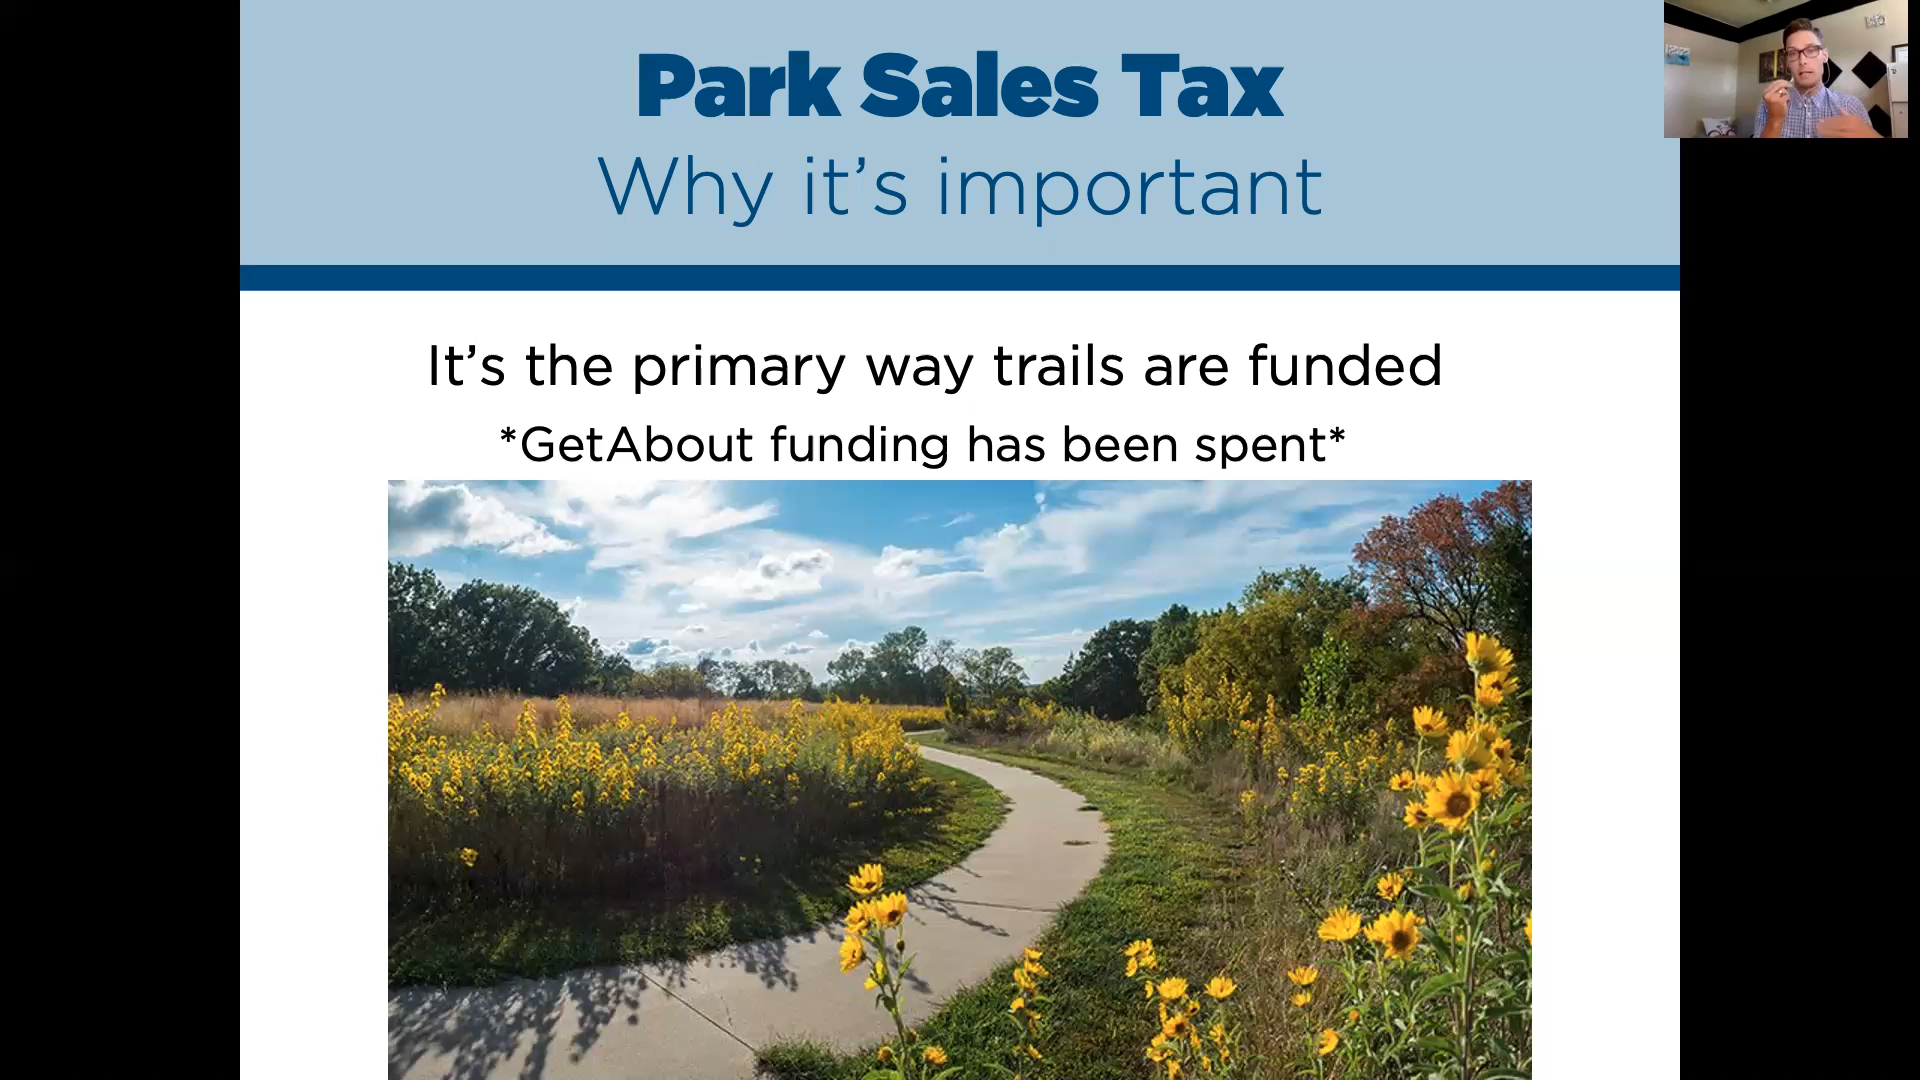 Park Sales Tax
Why it’s important
It’s the primary way trails are funded
*GetAbout funding has been spent*